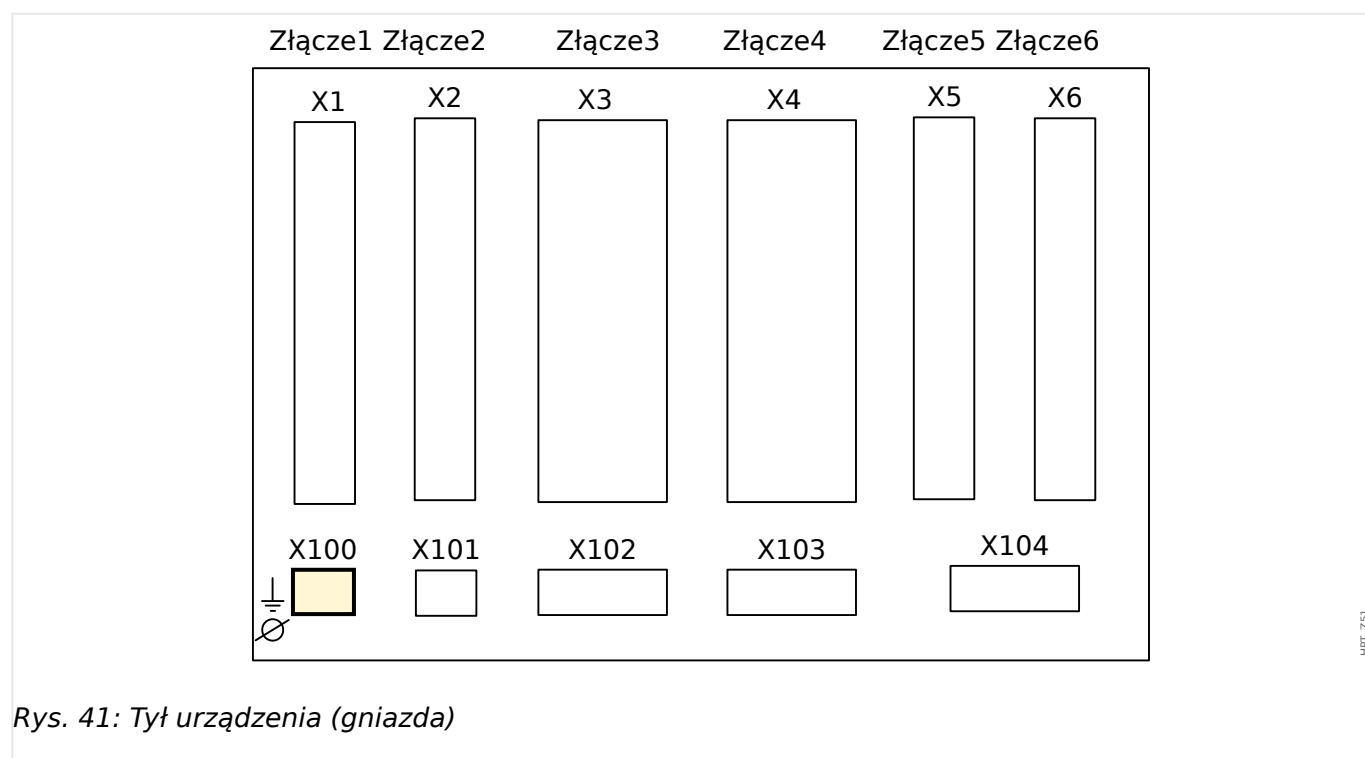 Złącze1 Złącze2 Złącze3 Złącze4 Złącze5 Złącze6
X1 X2 X3 X4 X5 X6
X100 X101 X102 X103 X104
Rys. 41: Tył urządzenia (gniazda)